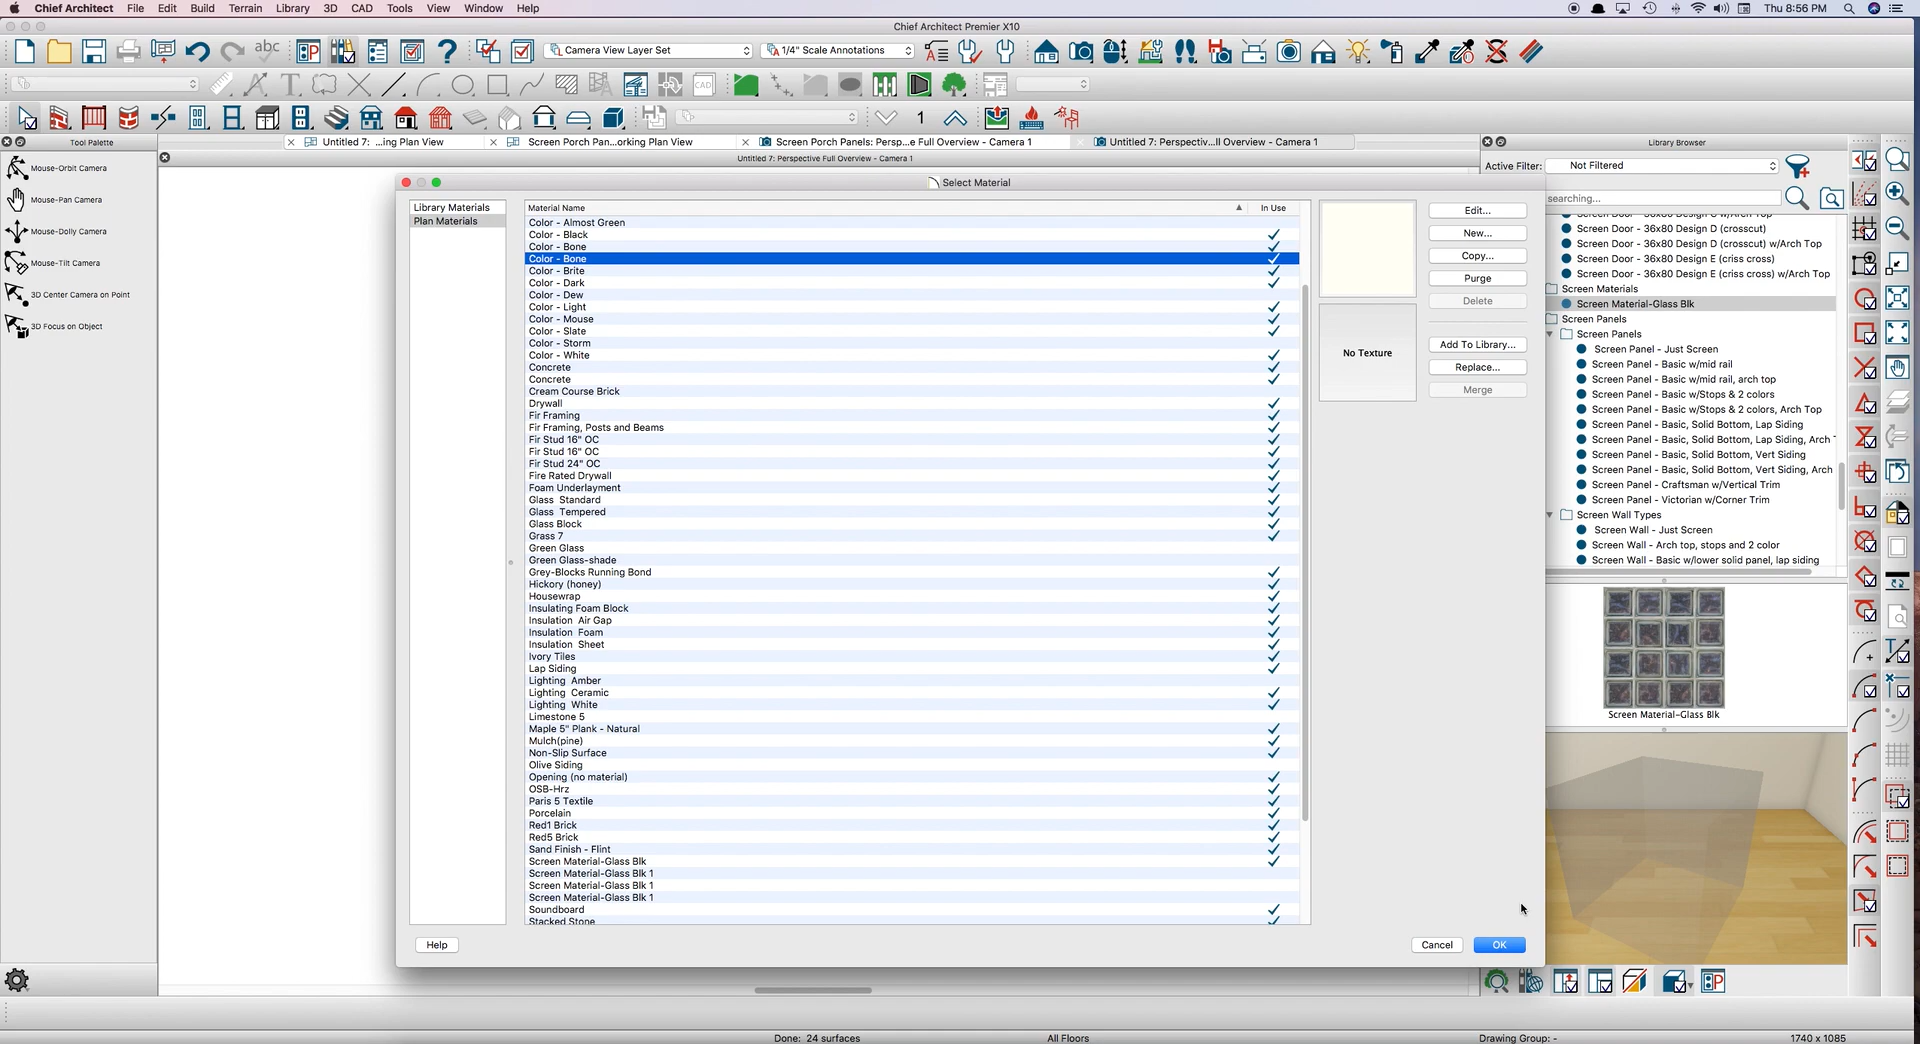 Chief Architect File Edit Build Terrain Library 3D CAD Tools View Window Help
Thu 8:56 PM
Chief Architect Premier X10
abc
Camera View Layer Set
1/4" Scale Annotations
CAD
1
Tool Palette
Untitled 7: ...ing Plan View
Screen Porch Pan...orking Plan View
Screen Porch Panels: Persp...e Full Overview - Camera 1
Untitled 7: Perspectiv...ll Overview - Camera 1
Untitled 7: Perspective Full Overview - Camera 1
Mouse-Orbit Camera
Mouse-Pan Camera
Mouse-Dolly Camera
Mouse-Tilt Camera
3D Center Camera on Point
3D Focus on Object
Select Material
Library Materials
Plan Materials
Material Name
In Use
Color - Almost Green
Color - Black
Color - Bone
Color - Bone
Color - Brite
Color - Dark
Color - Dew
Color - Light
Color - Mouse
Color - Slate
Color - Storm
Color - White
Concrete
Concrete
Cream Course Brick
Drywall
Fir Framing
Fir Framing, Posts and Beams
Fir Stud 16" OC
Fir Stud 16" OC
Fir Stud 24" OC
Fire Rated Drywall
Foam Underlayment
Glass Standard
Glass Tempered
Glass Block
Grass 7
Green Glass
Green Glass-shade
Grey-Blocks Running Bond
Hickory (honey)
Housewrap
Insulating Foam Block
Insulation Air Gap
Insulation Foam
Insulation Sheet
Ivory Tiles
Lap Siding
Lighting Amber
Lighting Ceramic
Lighting White
Limestone 5
Maple 5" Plank - Natural
Mulch(pine)
Non-Slip Surface
Olive Siding
Opening (no material)
OSB-Hrz
Paris 5 Textile
Porcelain
Red1 Brick
Red5 Brick
Sand Finish - Flint
Screen Material-Glass Blk
Screen Material-Glass Blk 1
Screen Material-Glass Blk 1
Screen Material-Glass Blk 1
Soundboard
Stacked Stone
No Texture
Edit...
New...
Copy...
Purge
Delete
Add To Library...
Replace...
Merge
Help
Cancel
OK
Library Browser
Active Filter:
Not Filtered
searching...
Screen Door - 36x80 Design D (crosscut)
Screen Door - 36x80 Design D (crosscut) w/Arch Top
Screen Door - 36x80 Design E (criss cross)
Screen Door - 36x80 Design E (criss cross) w/Arch Top
Screen Materials
Screen Material-Glass Blk
Screen Panels
Screen Panels
Screen Panel - Just Screen
Screen Panel - Basic w/mid rail
Screen Panel - Basic w/mid rail, arch top
Screen Panel - Basic w/Stops & 2 colors
Screen Panel - Basic w/Stops & 2 colors, Arch Top
Screen Panel - Basic, Solid Bottom, Lap Siding
Screen Panel - Basic, Solid Bottom, Lap Siding, Arch
Screen Panel - Basic, Solid Bottom, Vert Siding
Screen Panel - Basic, Solid Bottom, Vert Siding, Arch
Screen Panel - Craftsman w/Vertical Trim
Screen Panel - Victorian w/Corner Trim
Screen Wall Types
Screen Wall - Just Screen
Screen Wall - Arch top, stops and 2 color
Screen Wall - Basic w/lower solid panel, lap siding
Screen Material-Glass Blk
Done: 24 surfaces
All Floors
Drawing Group: -
1740 x 1085